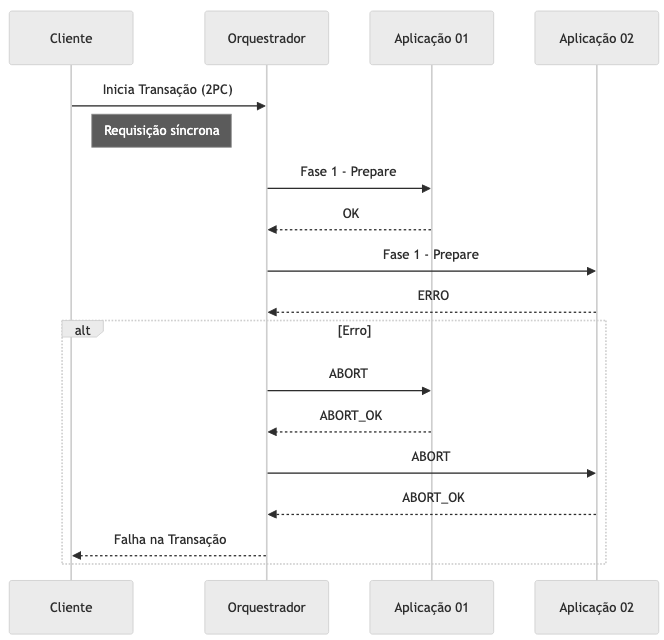 Cliente
Orquestrador
Aplicação 01
Aplicação 02
Inicia Transação (2PC)
Requisição síncrona
Fase 1 - Prepare
OK
Fase 1 - Prepare
ERRO
alt
[Erro]
ABORT
ABORT_OK
ABORT
ABORT_OK
Falha na Transação
Cliente
Orquestrador
Aplicação 01
Aplicação 02